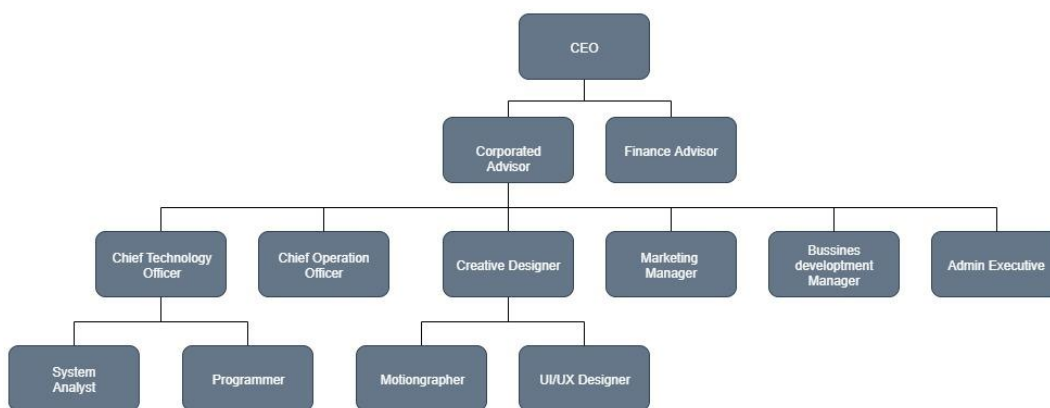 CEO
Corporated
Advisor
Finance Advisor
Chief Technology
Officer
Chief Operation
Officer
Creative Designer
Marketing
Manager
Bussines
developtment
Manager
Admin Executive
System
Analyst
Programmer
Motiongrapher
UI/UX Designer